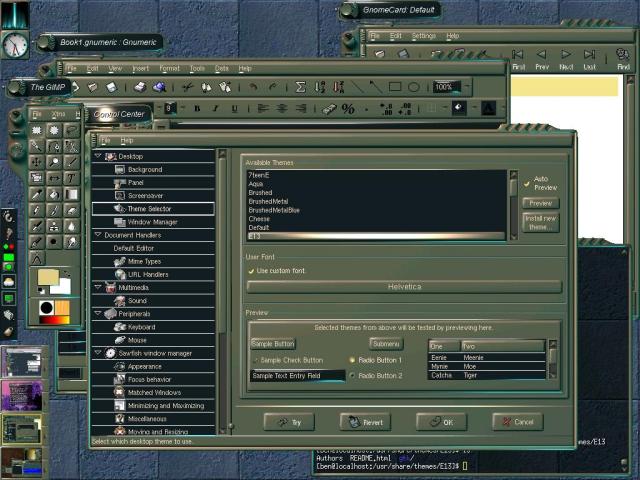 GnomeCard: Default
File Edit Settings Help
First Prev Next Last Find
Book1.gnumeric : Gnumeric
File Edit View Insert Format Tools Data Help
100%
The GIMP
File Xtns
Control Center
9 B I U %
File Help
Desktop
Background
Panel
Screensaver
Theme Selector
Window Manager
Document Handlers
Default Editor
Mime Types
URL Handlers
Multimedia
Sound
Peripherals
Keyboard
Mouse
Sawfish window manager
Appearance
Focus behavior
Matched Windows
Minimizing and Maximizing
Miscellaneous
Moving and Resizing
Available Themes
7teenE
Aqua
Brushed
BrushedMetal
BrushedMetalBlue
Cheese
Default
E13
Auto
Preview
Preview
Install new
theme...
User Font
Use custom font.
Helvetica
Preview
Selected themes from above will be tested by previewing here.
Sample Button Submenu One Two
Sample Check Button Radio Button 1 Eenie Meenie
Mynie Moe
Sample Text Entry Field Radio Button 2 Catcha Tiger
Try Revert OK Cancel
Select which desktop theme to use.
mes/E13
Authors README.html gtk/
[ben@localhost:/usr/share/themes/E13]$